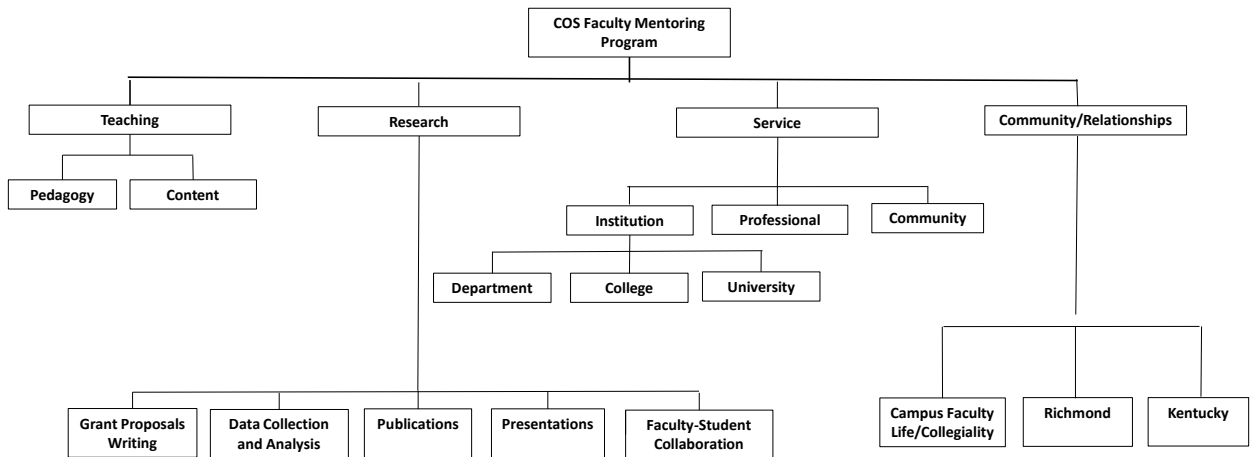 COS Faculty Mentoring
Program
Teaching
Research
Service
Community/Relationships
Pedagogy
Content
Institution
Professional
Community
Department
College
University
Grant Proposals
Writing
Data Collection
and Analysis
Publications
Presentations
Faculty-Student
Collaboration
Campus Faculty
Life/Collegiality
Richmond
Kentucky